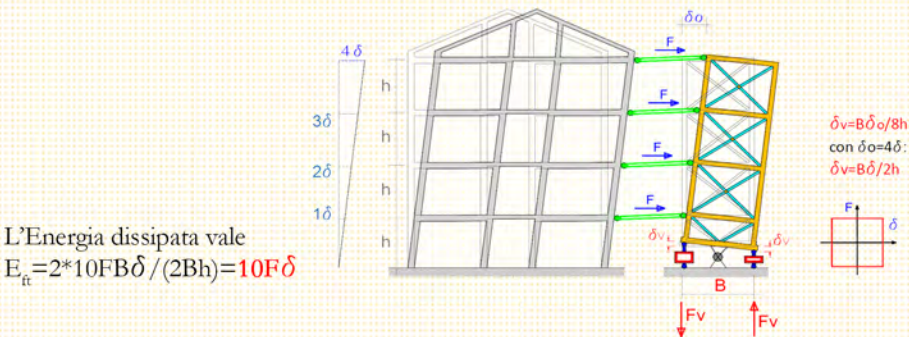 δo
F
4δ
h
F
3δ
h
F
2δ
h
F
1δ
h
δv
δv
B
Fv
Fv
δv=Bδo/8h
con δo=4δ:
δv=Bδ/2h
F
δ
L'Energia dissipata vale
E_ft=2*10FBδ/(2Bh)=10Fδ